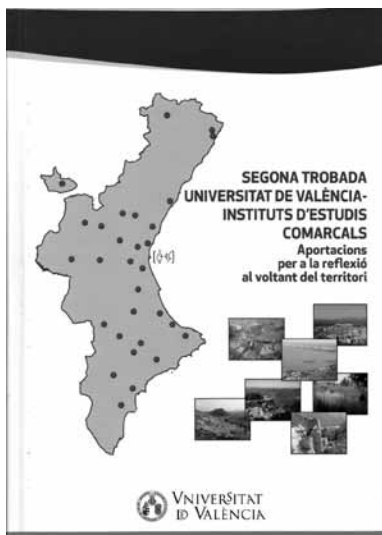 SEGONA TROBADA
UNIVERSITAT DE VALÈNCIA-
INSTITUTS D'ESTUDIS
COMARCALS
Aportacions
per a la reflexió
al voltant del territori
VNIVERSITAT
ID VALÈNCIA